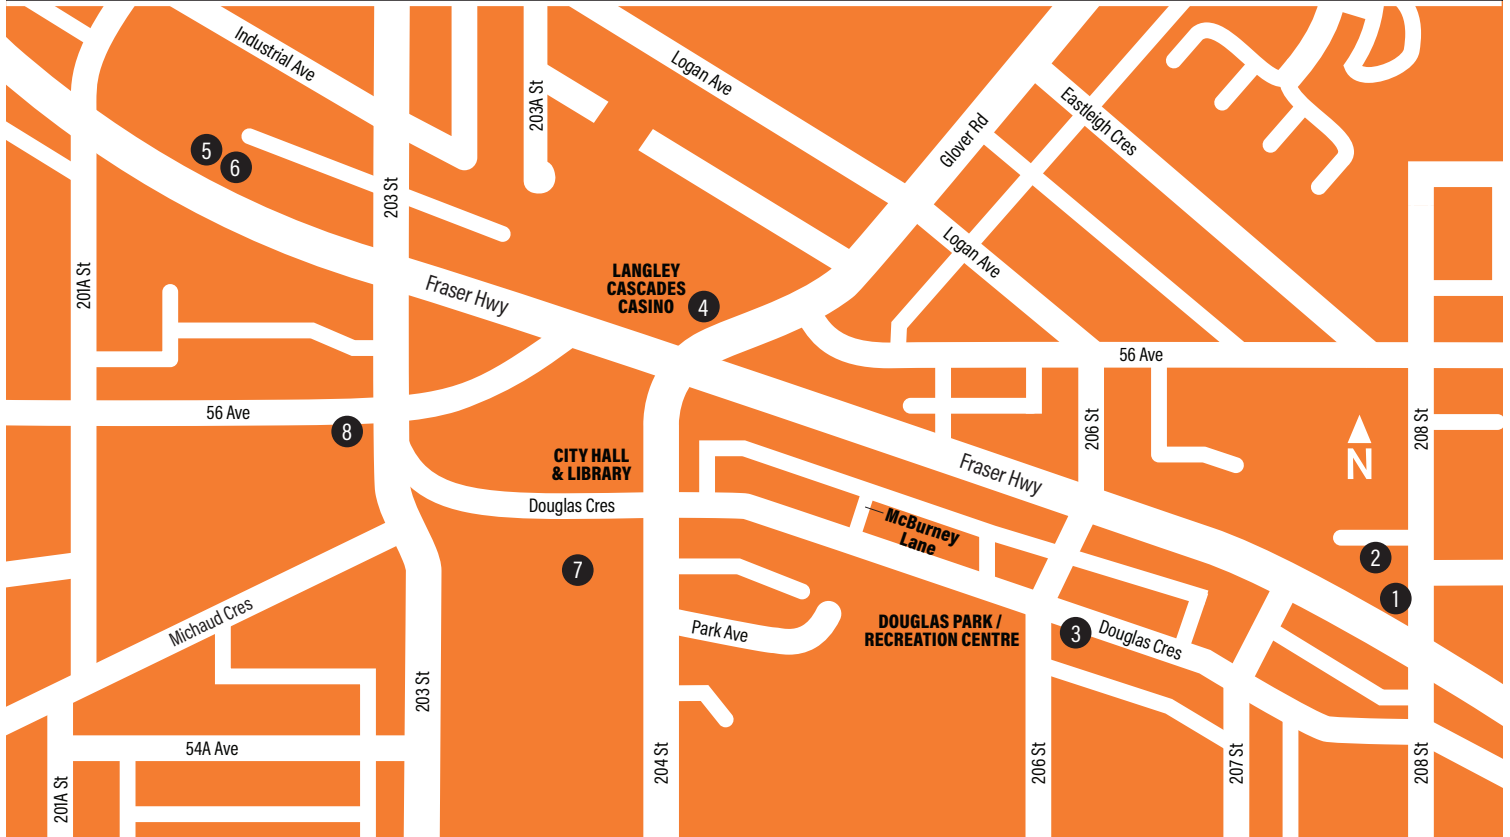 Industrial Ave
203A St
Logan Ave
Glover Rd
Eastleigh Cres
5
6
203 St
201A St
Logan Ave
Fraser Hwy
LANGLEY
CASCADES
CASINO
4
56 Ave
56 Ave
8
206 St
208 St
N
CITY HALL
& LIBRARY
Fraser Hwy
Douglas Cres
McBurney
Lane
7
2
1
Michaud Cres
Park Ave
DOUGLAS PARK /
RECREATION CENTRE
3
Douglas Cres
203 St
54A Ave
201A St
204 St
206 St
207 St
208 St